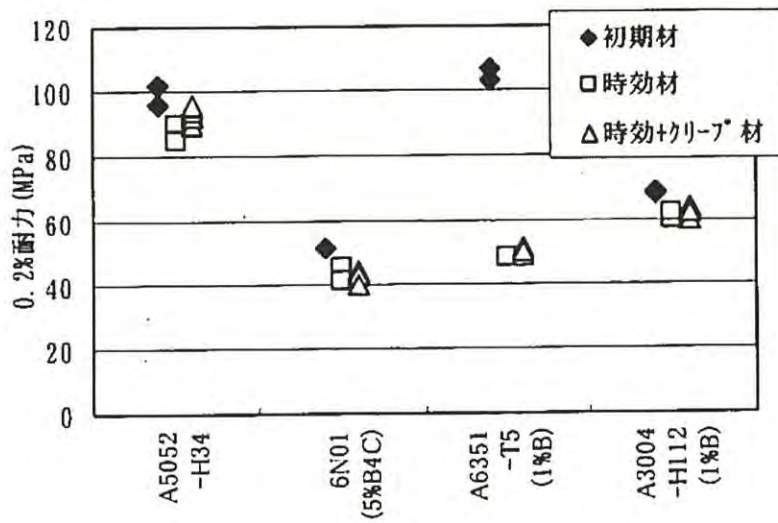 120
100
80
60
40
20
0
0.2%耐力(MPa)
◆初期材
□時効材
△時効+クリープ材
A5052
-H34
6N01
(5%B4C)
A6351
-T5
(1%B)
A3004
-H112
(1%B)